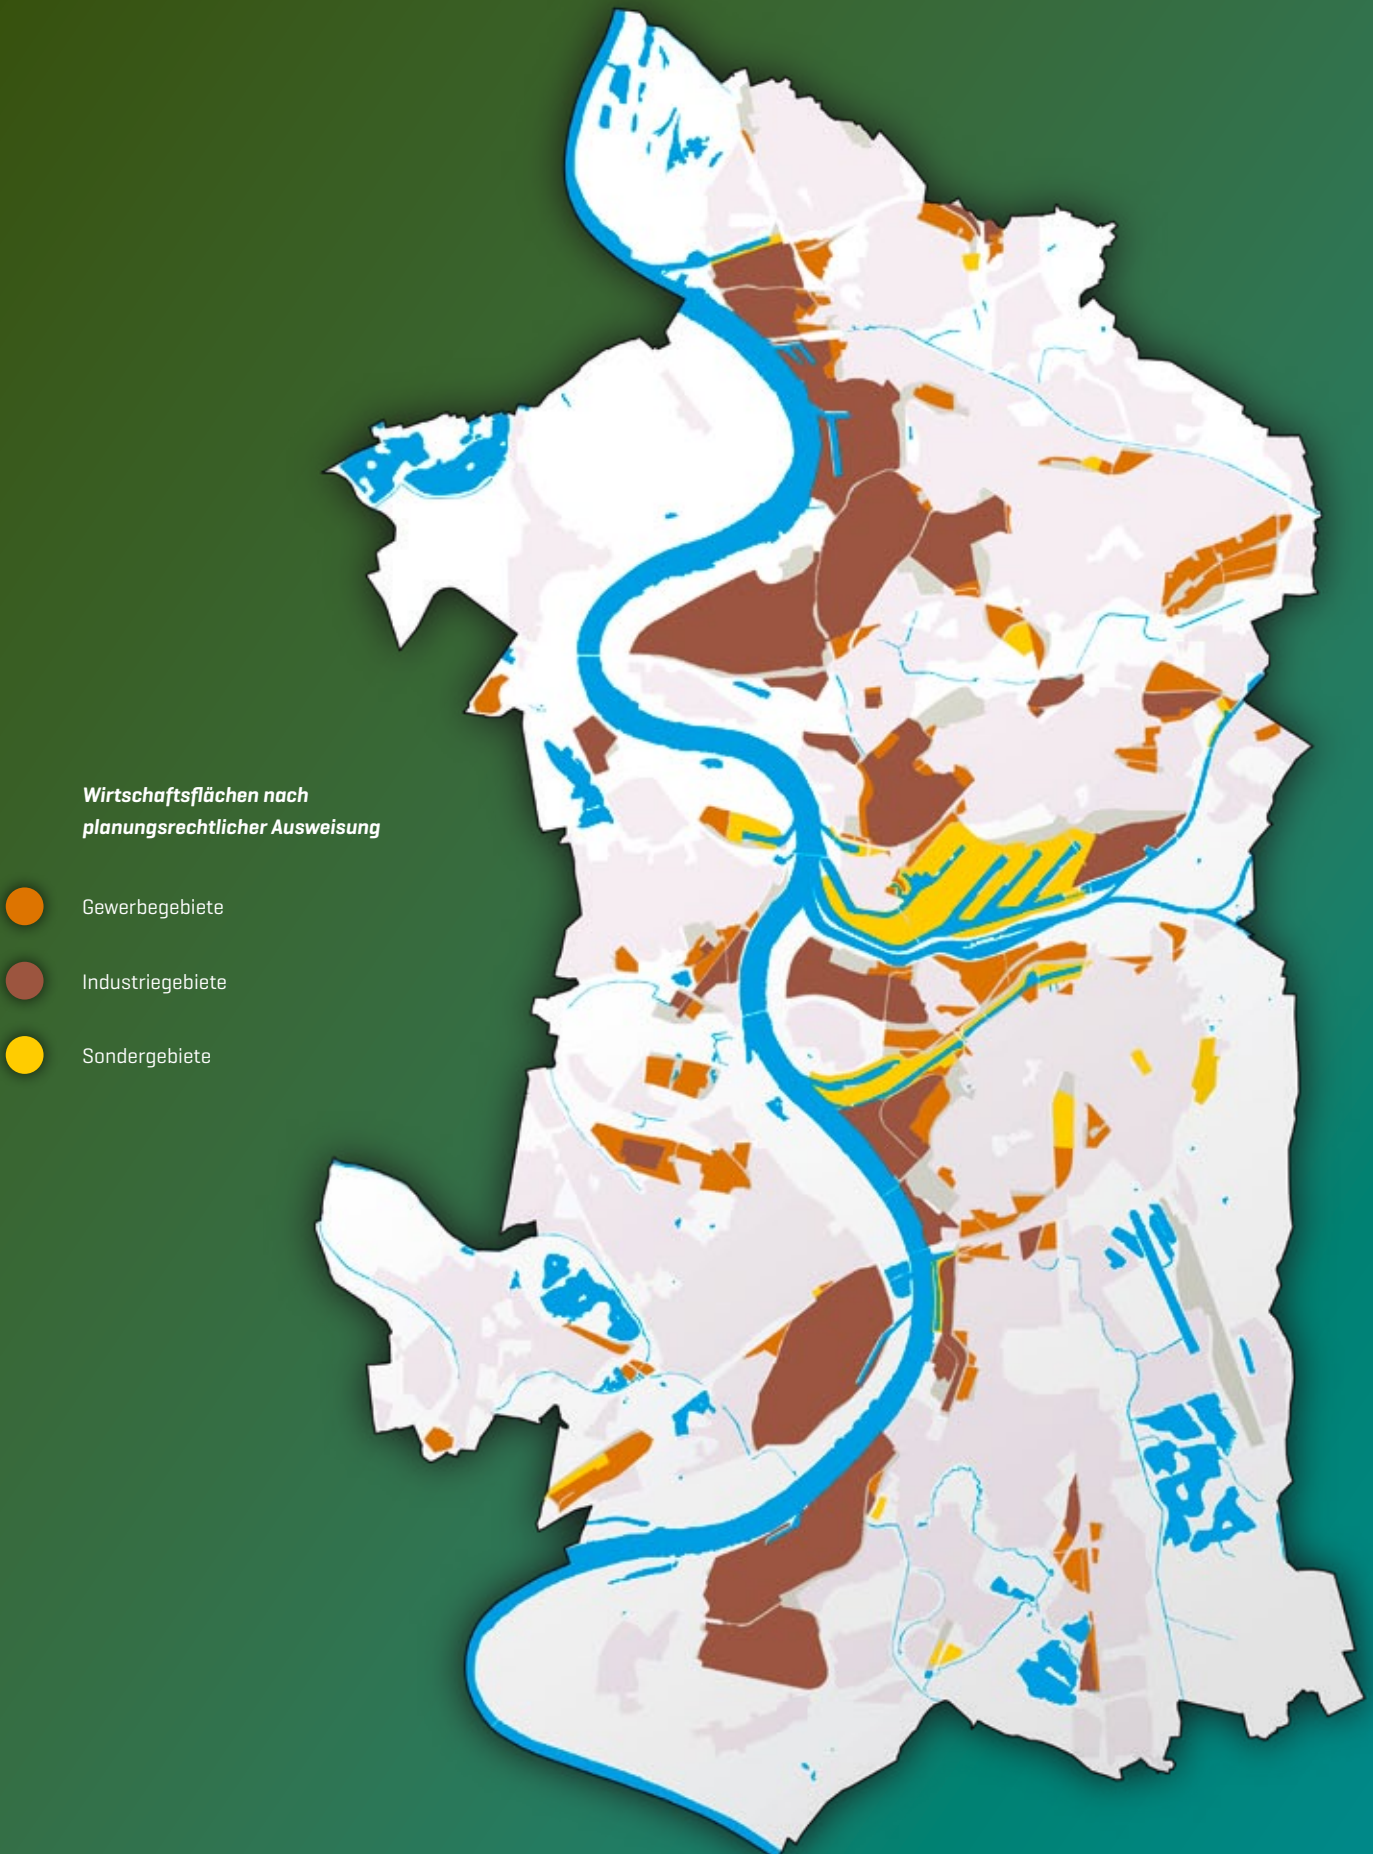 Wirtschaftsflächen nach
planungsrechtlicher Ausweisung
Gewerbegebiete
Industriegebiete
Sondergebiete